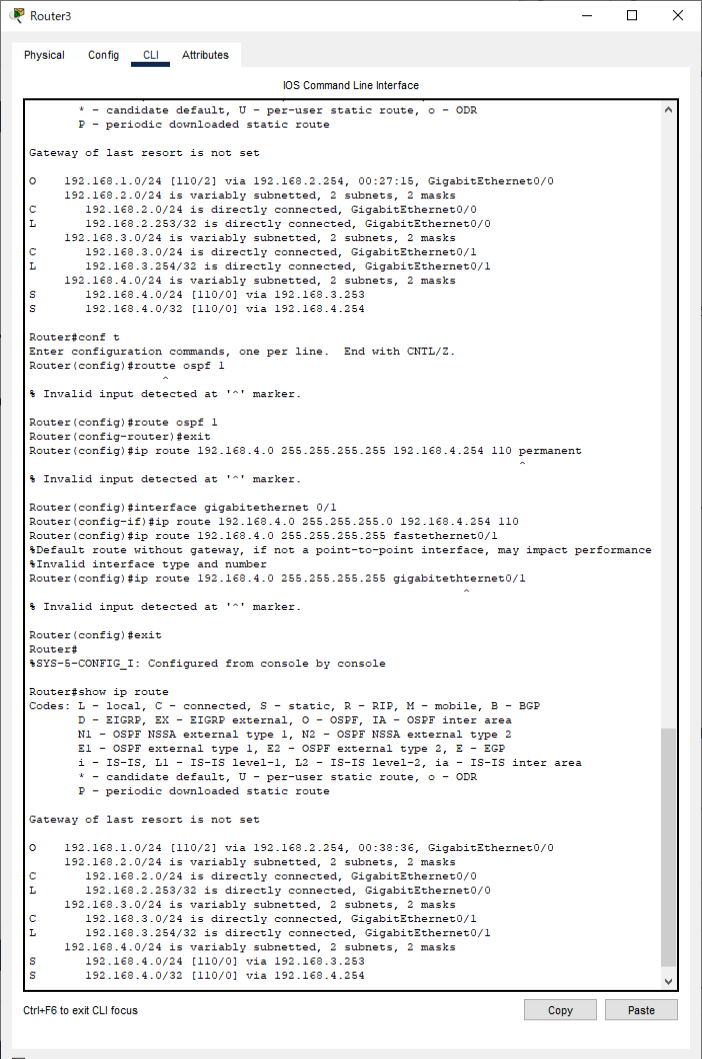 Router3
Physical Config CLI Attributes
IOS Command Line Interface
* - candidate default, U - per-user static route, o - ODR
P - periodic downloaded static route
Gateway of last resort is not set
O 192.168.1.0/24 [110/2] via 192.168.2.254, 00:27:15, GigabitEthernet0/0
192.168.2.0/24 is variably subnetted, 2 subnets, 2 masks
C 192.168.2.0/24 is directly connected, GigabitEthernet0/0
L 192.168.2.253/32 is directly connected, GigabitEthernet0/0
192.168.3.0/24 is variably subnetted, 2 subnets, 2 masks
C 192.168.3.0/24 is directly connected, GigabitEthernet0/1
L 192.168.3.254/32 is directly connected, GigabitEthernet0/1
192.168.4.0/24 is variably subnetted, 2 subnets, 2 masks
S 192.168.4.0/24 [110/0] via 192.168.3.253
S 192.168.4.0/32 [110/0] via 192.168.4.254
Router#conf t
Enter configuration commands, one per line. End with CNTL/Z.
Router(config)#routte ospf 1
^
% Invalid input detected at '^' marker.
Router(config)#route ospf 1
Router(config-router)#exit
Router(config)#ip route 192.168.4.0 255.255.255.255 192.168.4.254 110 permanent
^
% Invalid input detected at '^' marker.
Router(config)#interface gigabitethernet 0/1
Router(config-if)#ip route 192.168.4.0 255.255.255.0 192.168.4.254 110
Router(config)#ip route 192.168.4.0 255.255.255.255 fastethernet0/1
%Default route without gateway, if not a point-to-point interface, may impact performance
%Invalid interface type and number
Router(config)#ip route 192.168.4.0 255.255.255.255 gigabitethternet0/1
^
% Invalid input detected at '^' marker.
Router(config)#exit
Router#
%SYS-5-CONFIG_I: Configured from console by console
Router#show ip route
Codes: L - local, C - connected, S - static, R - RIP, M - mobile, B - BGP
D - EIGRP, EX - EIGRP external, O - OSPF, IA - OSPF inter area
N1 - OSPF NSSA external type 1, N2 - OSPF NSSA external type 2
E1 - OSPF external type 1, E2 - OSPF external type 2, E - EGP
i - IS-IS, L1 - IS-IS level-1, L2 - IS-IS level-2, ia - IS-IS inter area
* - candidate default, U - per-user static route, o - ODR
P - periodic downloaded static route
Gateway of last resort is not set
O 192.168.1.0/24 [110/2] via 192.168.2.254, 00:38:36, GigabitEthernet0/0
192.168.2.0/24 is variably subnetted, 2 subnets, 2 masks
C 192.168.2.0/24 is directly connected, GigabitEthernet0/0
L 192.168.2.253/32 is directly connected, GigabitEthernet0/0
192.168.3.0/24 is variably subnetted, 2 subnets, 2 masks
C 192.168.3.0/24 is directly connected, GigabitEthernet0/1
L 192.168.3.254/32 is directly connected, GigabitEthernet0/1
192.168.4.0/24 is variably subnetted, 2 subnets, 2 masks
S 192.168.4.0/24 [110/0] via 192.168.3.253
S 192.168.4.0/32 [110/0] via 192.168.4.254
Ctrl+F6 to exit CLI focus Copy Paste